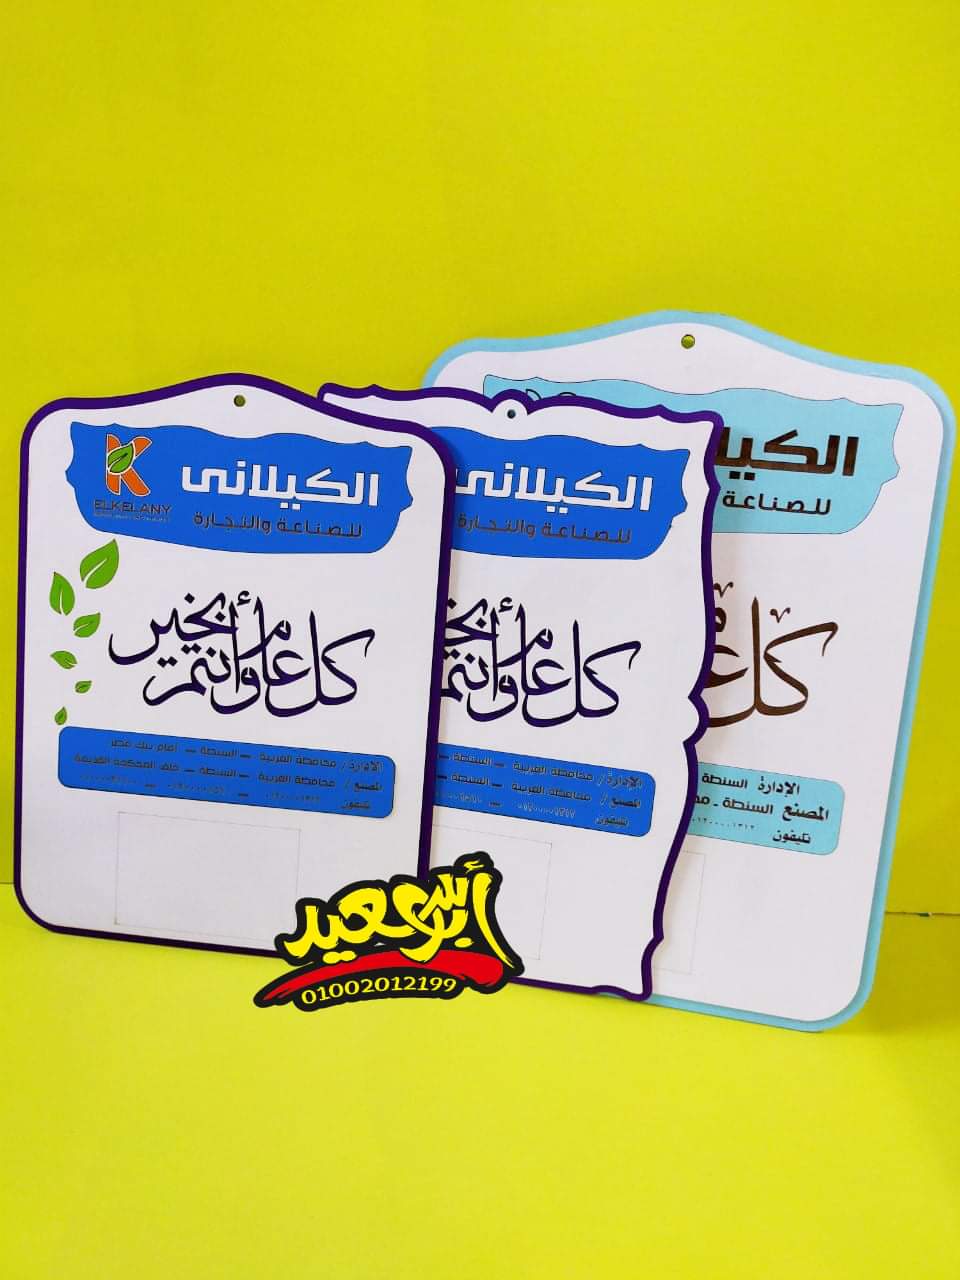 ELKELANY
الكيلانى
للصناعة والتجارة
كل عام وأنتم بخير
الإدارة / محافظة الغربية - السنطة - أمام بنك مصر
المصنع / محافظة الغربية - السنطة - خلف المحكمة القديمة
تليفون
الكيلانى
للصناعة والتجارة
كل عام وأنتم
الإدارة / محافظة الغربية - السنطة
المصنع / محافظة الغربية - السنطة
تليفون
الكيلا
للصناعة
كل
الإدارة السنطة
المصنع السنطة -
تليفون
أبو سعيد
01002012199